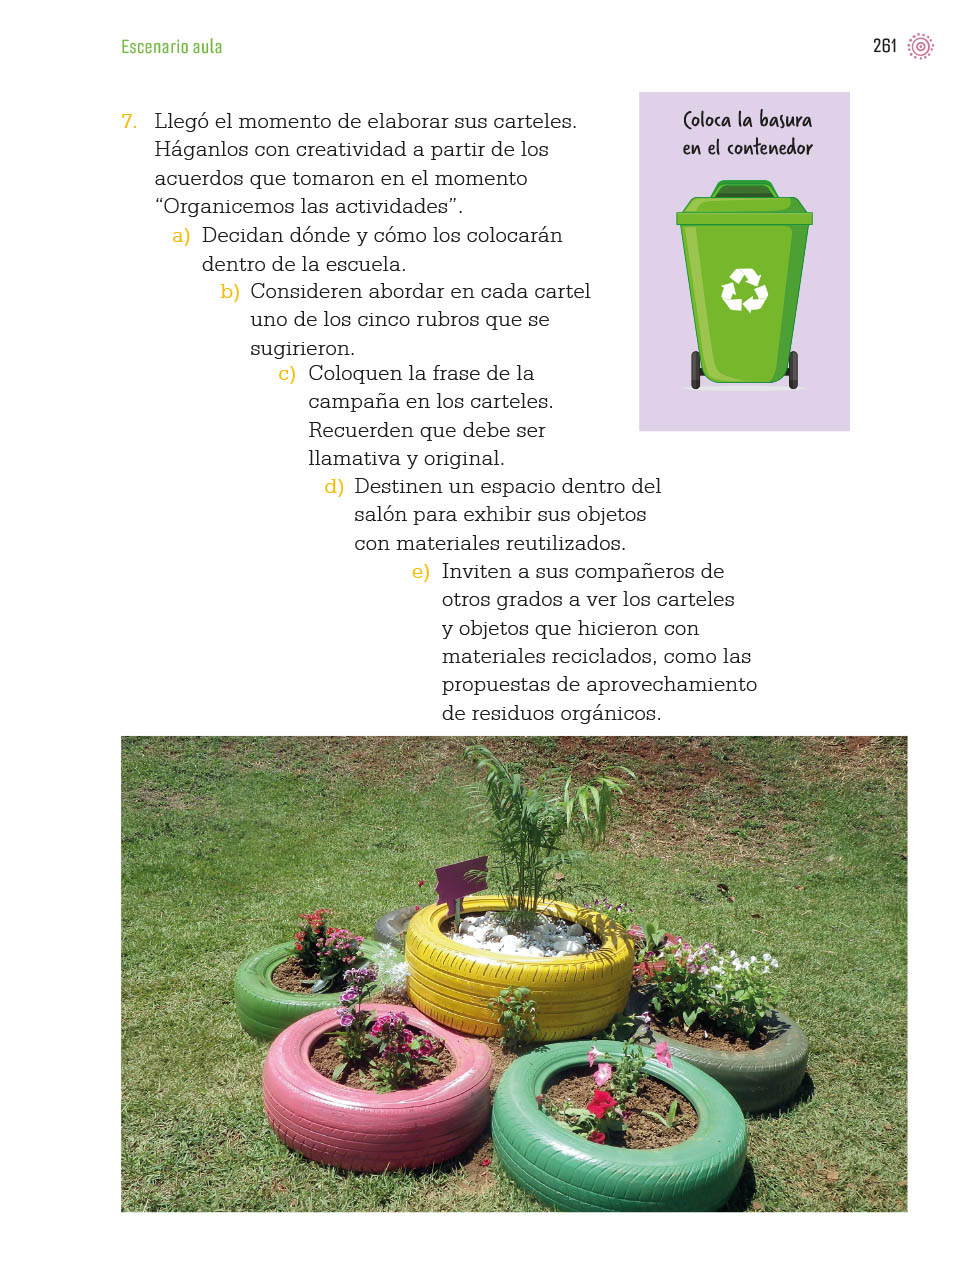 Escenario aula
261
7. Llegó el momento de elaborar sus carteles.
Háganlos con creatividad a partir de los
acuerdos que tomaron en el momento
“Organicemos las actividades”.
a) Decidan dónde y cómo los colocarán
dentro de la escuela.
b) Consideren abordar en cada cartel
uno de los cinco rubros que se
sugirieron.
c) Coloquen la frase de la
campaña en los carteles.
Recuerden que debe ser
llamativa y original.
d) Destinen un espacio dentro del
salón para exhibir sus objetos
con materiales reutilizados.
e) Inviten a sus compañeros de
otros grados a ver los carteles
y objetos que hicieron con
materiales reciclados, como las
propuestas de aprovechamiento
de residuos orgánicos.
Coloca la basura
en el contenedor